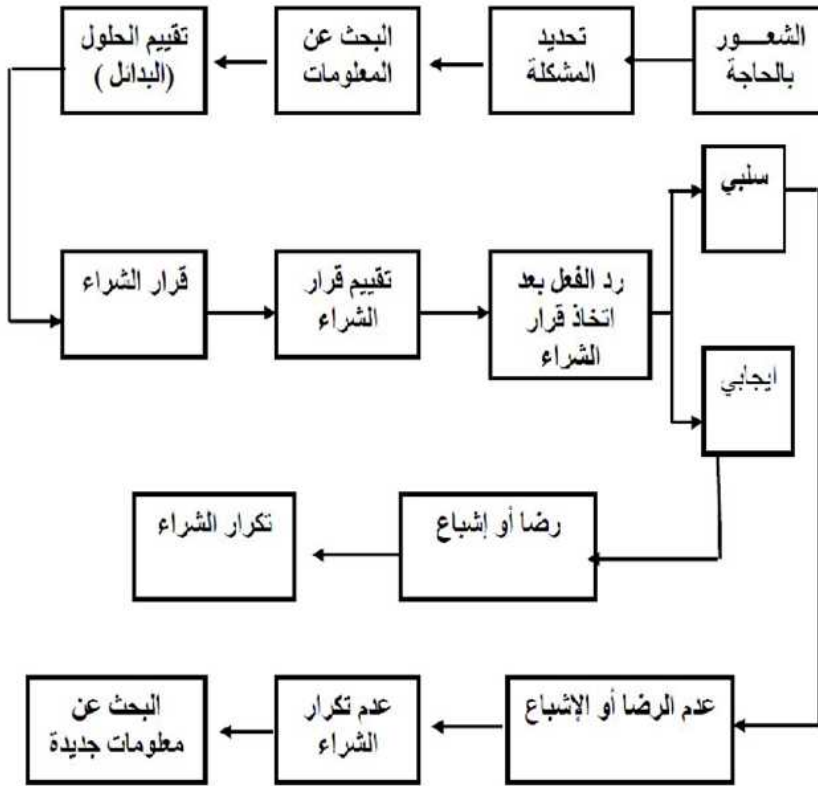 الشعـــور
بالحاجة
تحديد
المشكلة
البحث عن
المعلومات
تقييم الحلول
(البدائل )
سلبي
قرار الشراء
تقييم قرار
الشراء
رد الفعل بعد
اتخاذ قرار
الشراء
ايجابي
رضا أو إشباع
تكرار الشراء
عدم الرضا أو الإشباع
عدم تكرار
الشراء
البحث عن
معلومات جديدة